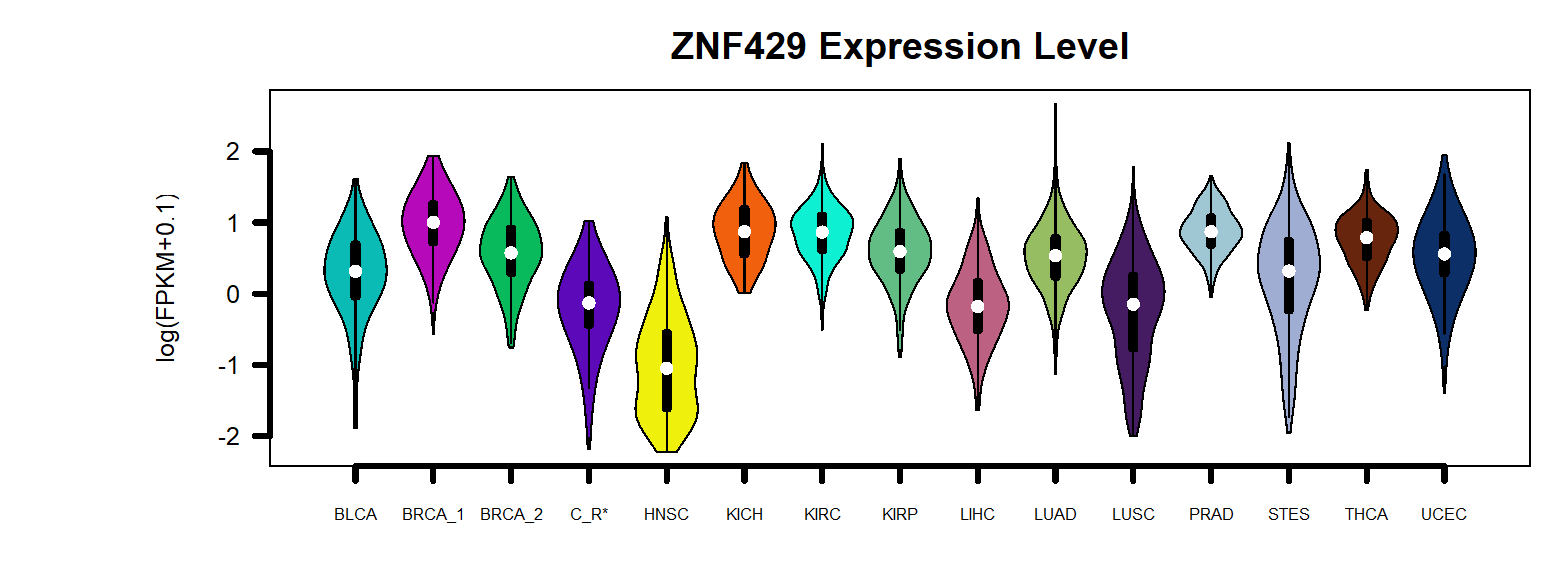 ZNF429 Expression Level
log(FPKM+0.1)
2
1
0
-1
-2
BLCA BRCA_1 BRCA_2 C_R* HNSC KICH KIRC KIRP LIHC LUAD LUSC PRAD STES THCA UCEC